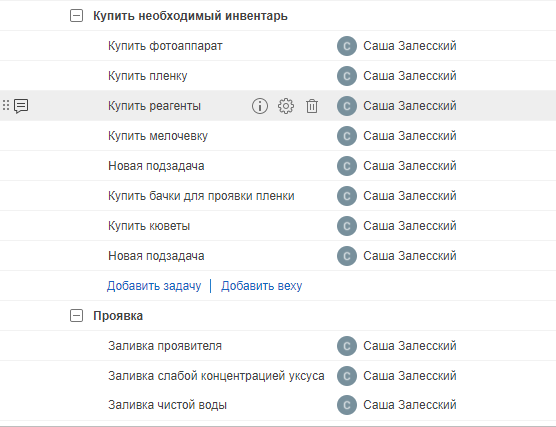 Купить необходимый инвентарь
Купить фотоаппарат С Саша Залесский
Купить пленку С Саша Залесский
Купить реагенты С Саша Залесский
Купить мелочевку С Саша Залесский
Новая подзадача С Саша Залесский
Купить бачки для проявки пленки С Саша Залесский
Купить кюветы С Саша Залесский
Новая подзадача С Саша Залесский
Добавить задачу | Добавить веху
Проявка
Заливка проявителя С Саша Залесский
Заливка слабой концентрацией уксуса С Саша Залесский
Заливка чистой воды С Саша Залесский